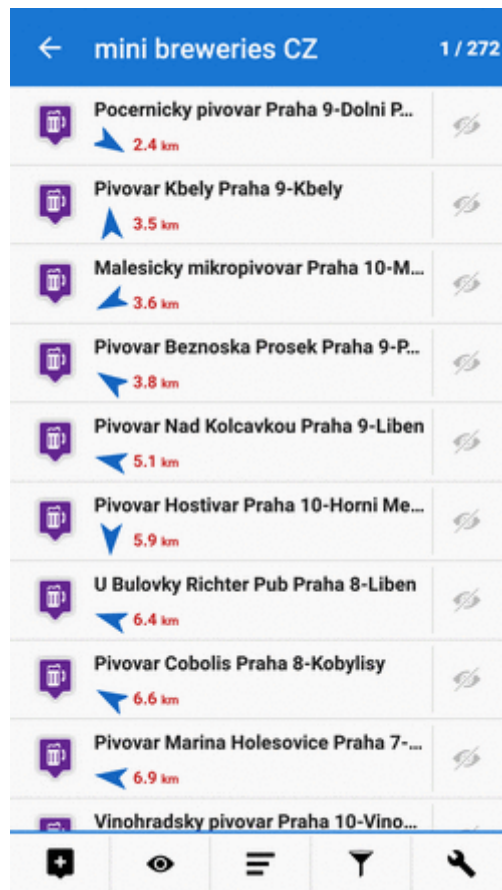 mini breweries CZ
1 / 272
Pocernicky pivovar Praha 9-Dolni P...
2.4 km
Pivovar Kbely Praha 9-Kbely
3.5 km
Malesicky mikropivovar Praha 10-M...
3.6 km
Pivovar Beznoska Prosek Praha 9-P...
3.8 km
Pivovar Nad Kolcavkou Praha 9-Liben
5.1 km
Pivovar Hostivar Praha 10-Horni Me...
5.9 km
U Bulovky Richter Pub Praha 8-Liben
6.4 km
Pivovar Cobolis Praha 8-Kobylisy
6.6 km
Pivovar Marina Holesovice Praha 7-...
6.9 km
Vinohradsky pivovar Praha 10-Vino...